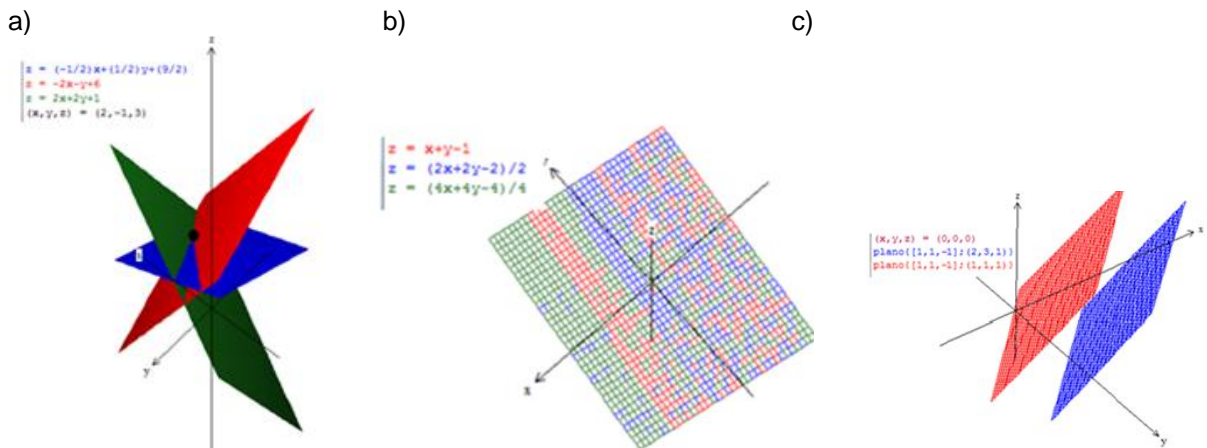 a)
b)
c)
z
z = (-1/2)x+(1/2)y+(9/2)
z = -2x-y+6
z = 2x+2y+1
(x,y,z) = (2,-1,3)
y
z = x+y-1
z = (2x+2y-2)/2
z = (4x+4y-4)/4
z
x
z
x
(x,y,z) = (0,0,0)
plano([1,1,-1];(2,3,1))
plano([1,1,-1];(1,1,1))
y